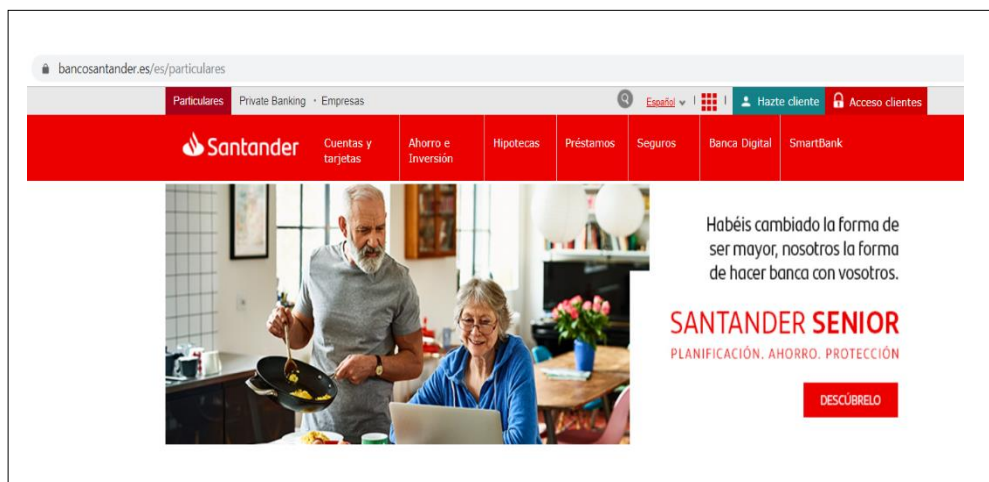 bancosantander.es/es/particulares
Particulares Private Banking · Empresas Español Hazte cliente Acceso clientes
Santander
Cuentas y
tarjetas
Ahorro e
Inversión
Hipotecas
Préstamos
Seguros
Banca Digital
SmartBank
Habéis cambiado la forma de
ser mayor, nosotros la forma
de hacer banca con vosotros.
SANTANDER SENIOR
PLANIFICACIÓN. AHORRO. PROTECCIÓN
DESCÚBRELO